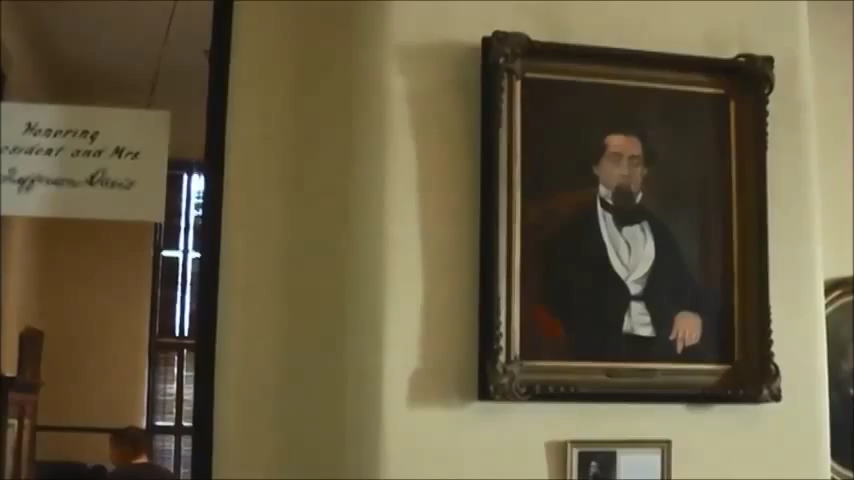 Honoring
esident and Mrs.
Jefferson Davis